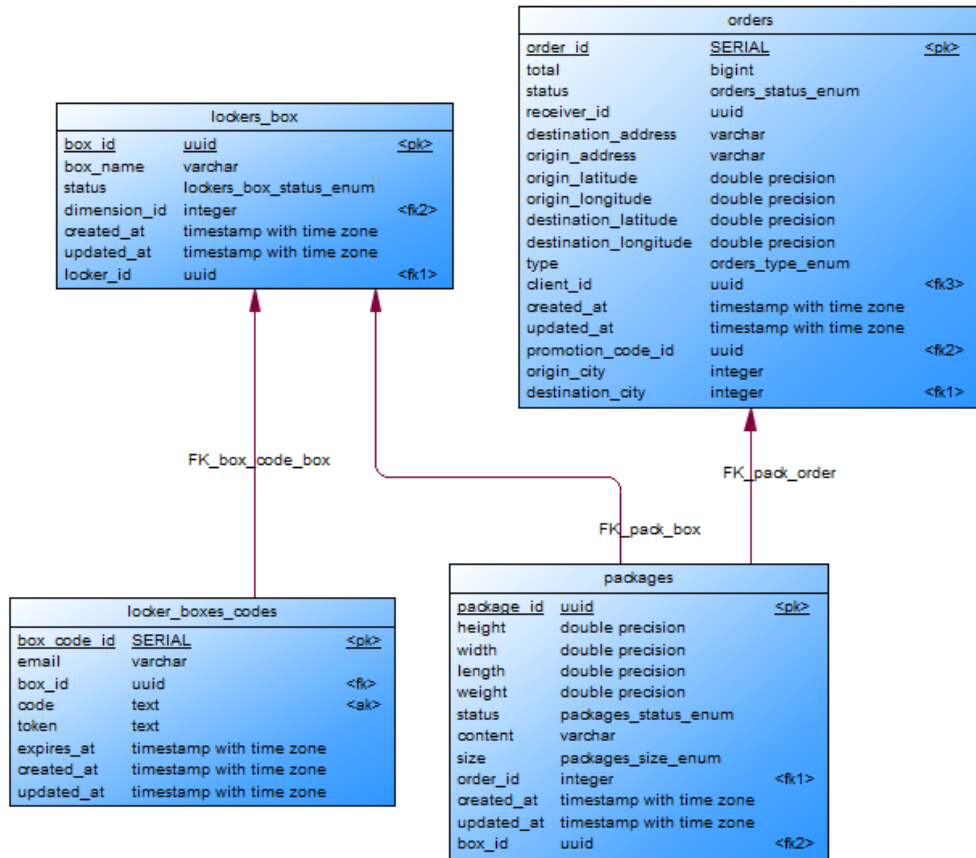 orders
order_id SERIAL <pk>
total bigint
status orders_status_enum
receiver_id uuid
destination_address varchar
origin_address varchar
origin_latitude double precision
origin_longitude double precision
destination_latitude double precision
destination_longitude double precision
type orders_type_enum
client_id uuid <fk3>
created_at timestamp with time zone
updated_at timestamp with time zone
promotion_code_id uuid <fk2>
origin_city integer
destination_city integer <fk1>
lockers_box
box_id uuid <pk>
box_name varchar
status lockers_box_status_enum
dimension_id integer <fk2>
created_at timestamp with time zone
updated_at timestamp with time zone
locker_id uuid <fk1>
FK_box_code_box
FK_pack_order
FK_pack_box
locker_boxes_codes
box_code_id SERIAL <pk>
email varchar
box_id uuid <fk>
code text <ak>
token text
expires_at timestamp with time zone
created_at timestamp with time zone
updated_at timestamp with time zone
packages
package_id uuid <pk>
height double precision
width double precision
length double precision
weight double precision
status packages_status_enum
content varchar
size packages_size_enum
order_id integer <fk1>
created_at timestamp with time zone
updated_at timestamp with time zone
box_id uuid <fk2>